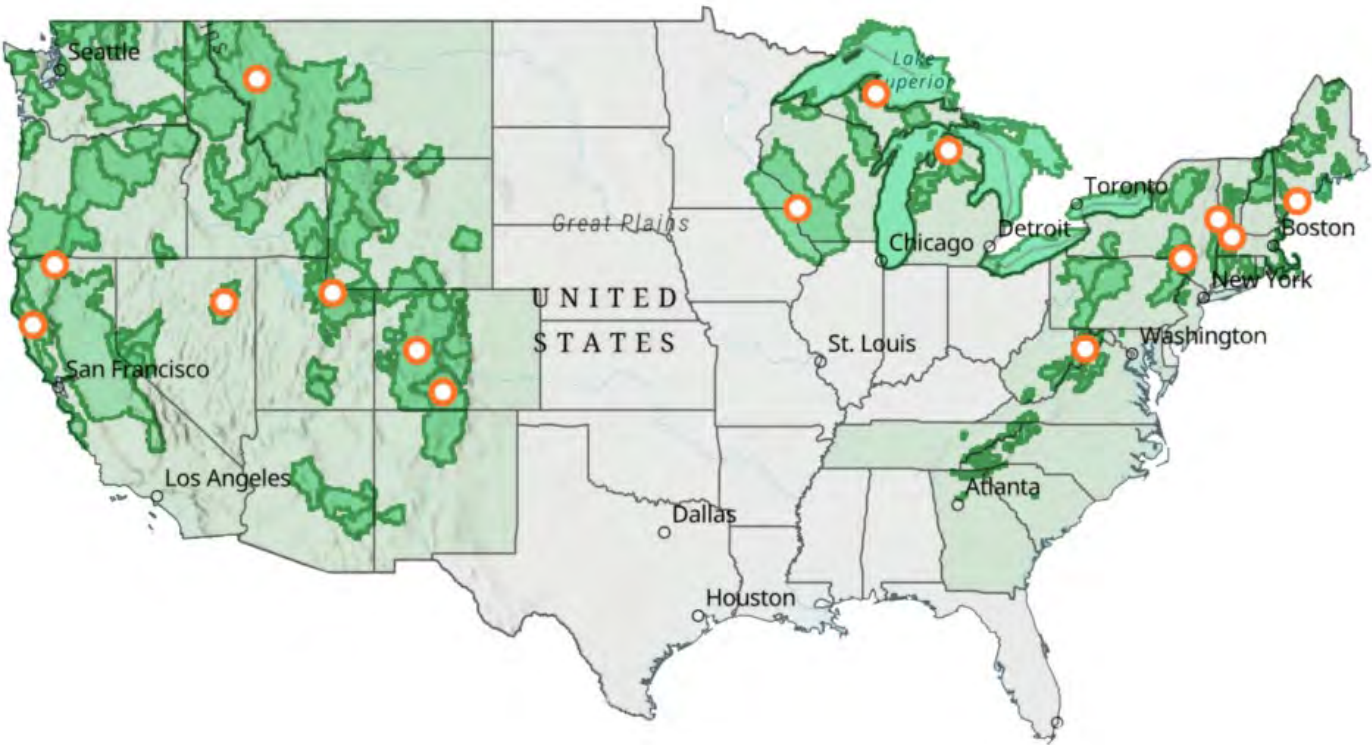 Seattle
Lake
uperior
Toronto
Great Plains
Detroit
Boston
Chicago
New York
UNITED
STATES
Washington
St. Louis
San Francisco
Los Angeles
Atlanta
Dallas
Houston